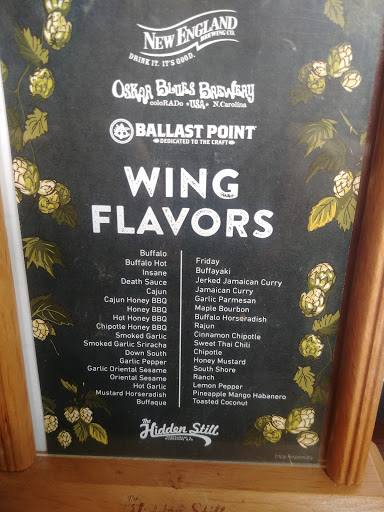 New England
BREWING CO.
DRINK IT. IT'S GOOD.
OSKAR BLUES BREWERY
coloRADo *USA* N.Carolina
BALLAST POINT
DEDICATED TO THE CRAFT
WING
FLAVORS
Buffalo
Buffalo Hot
Insane
Death Sauce
Cajun
Cajun Honey BBQ
Honey BBQ
Hot Honey BBQ
Chipotle Honey BBQ
Smoked Garlic
Smoked Garlic Sriracha
Down South
Garlic Pepper
Garlic Oriental Sesame
Oriental Sesame
Hot Garlic
Mustard Horseradish
Buffaque
Friday
Buffayaki
Jerked Jamaican Curry
Jamaican Curry
Garlic Parmesan
Maple Bourbon
Buffalo Horseradish
Rajun
Cinnamon Chipotle
Sweet Thai Chili
Chipotle
Honey Mustard
South Shore
Ranch
Lemon Pepper
Pineapple Mango Habanero
Toasted Coconut
The
Hidden Still
The
Hidden Still